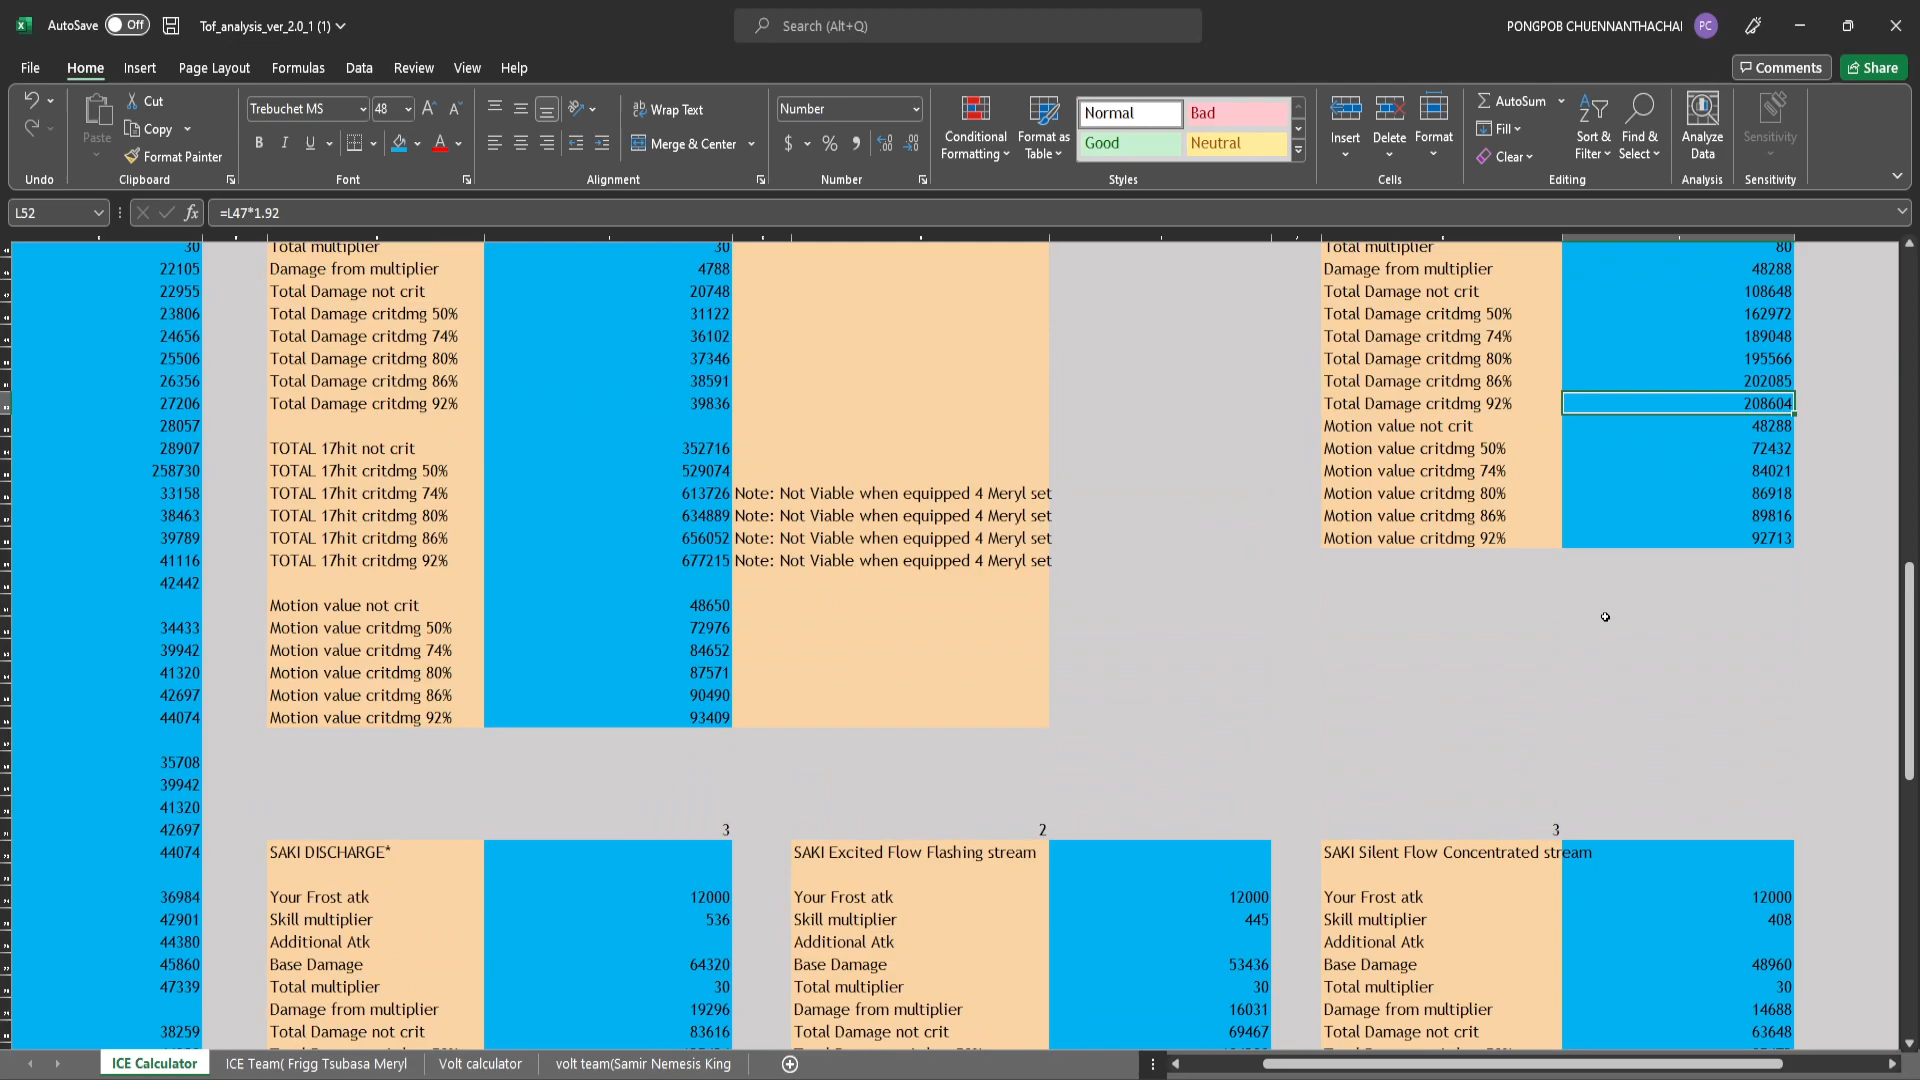 AutoSave Off Tof_analysis_ver_2.0_1 (1) Search (Alt+Q) PONGPOB CHUENNANTHACHAI PC
File Home Insert Page Layout Formulas Data Review View Help Comments Share
Cut Trebuchet MS 48 Wrap Text Number Normal Bad AutoSum
Paste Copy Merge & Center Conditional Formatting Format as Table Good Neutral Insert Delete Format Fill Sort & Filter Find & Select Analyze Data Sensitivity
Format Painter B I U A $ % Clear
Undo Clipboard Font Alignment Number Styles Cells Editing Analysis Sensitivity
L52 fx =L47*1.92
30 Total multiplier 30 Total multiplier 80
22105 Damage from multiplier 4788 Damage from multiplier 48288
22955 Total Damage not crit 20748 Total Damage not crit 108648
23806 Total Damage critdmg 50% 31122 Total Damage critdmg 50% 162972
24656 Total Damage critdmg 74% 36102 Total Damage critdmg 74% 189048
25506 Total Damage critdmg 80% 37346 Total Damage critdmg 80% 195566
26356 Total Damage critdmg 86% 38591 Total Damage critdmg 86% 202085
27206 Total Damage critdmg 92% 39836 Total Damage critdmg 92% 208604
28057 Motion value not crit 48288
28907 TOTAL 17hit not crit 352716 Motion value critdmg 50% 72432
258730 TOTAL 17hit critdmg 50% 529074 Motion value critdmg 74% 84021
33158 TOTAL 17hit critdmg 74% 613726 Note: Not Viable when equipped 4 Meryl set Motion value critdmg 80% 86918
38463 TOTAL 17hit critdmg 80% 634889 Note: Not Viable when equipped 4 Meryl set Motion value critdmg 86% 89816
39789 TOTAL 17hit critdmg 86% 656052 Note: Not Viable when equipped 4 Meryl set Motion value critdmg 92% 92713
41116 TOTAL 17hit critdmg 92% 677215 Note: Not Viable when equipped 4 Meryl set
42442
Motion value not crit 48650
34433 Motion value critdmg 50% 72976
39942 Motion value critdmg 74% 84652
41320 Motion value critdmg 80% 87571
42697 Motion value critdmg 86% 90490
44074 Motion value critdmg 92% 93409
35708
39942
41320
42697 3 2 3
44074 SAKI DISCHARGE* SAKI Excited Flow Flashing stream SAKI Silent Flow Concentrated stream
36984 Your Frost atk 12000 Your Frost atk 12000 Your Frost atk 12000
42901 Skill multiplier 536 Skill multiplier 445 Skill multiplier 408
44380 Additional Atk Additional Atk Additional Atk
45860 Base Damage 64320 Base Damage 53436 Base Damage 48960
47339 Total multiplier 30 Total multiplier 30 Total multiplier 30
Damage from multiplier 19296 Damage from multiplier 16031 Damage from multiplier 14688
38259 Total Damage not crit 83616 Total Damage not crit 69467 Total Damage not crit 63648
ICE Calculator ICE Team( Frigg Tsubasa Meryl Volt calculator volt team(Samir Nemesis King